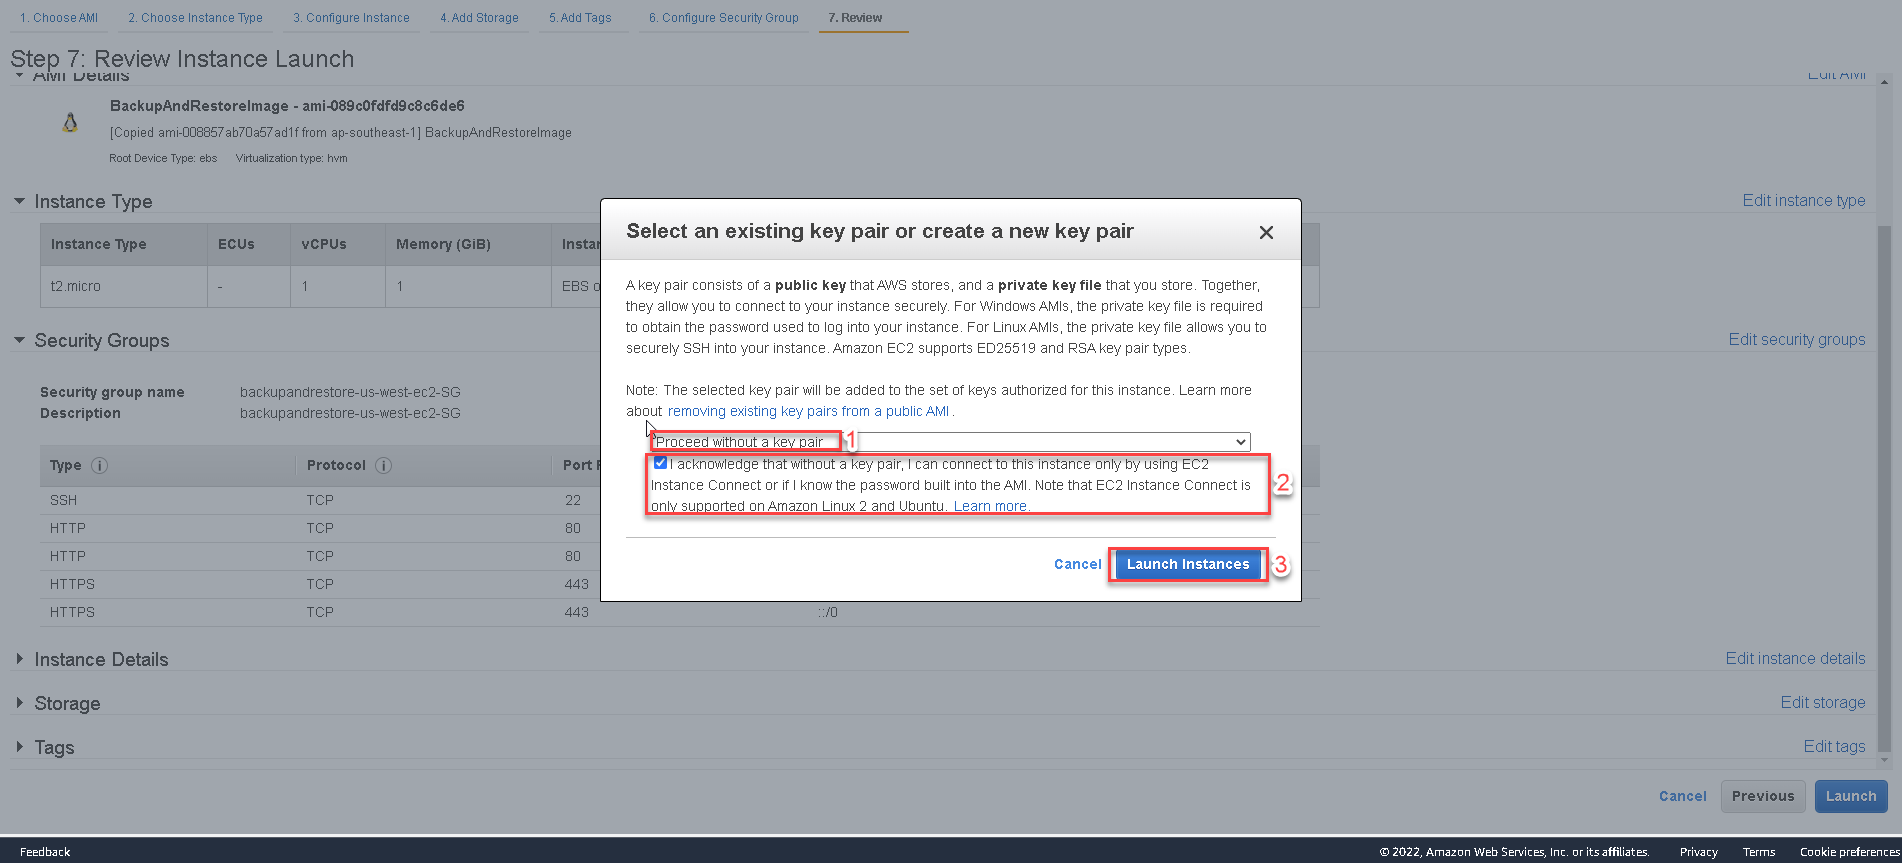 1. Choose AMI 2. Choose Instance Type 3. Configure Instance 4. Add Storage 5. Add Tags 6. Configure Security Group 7. Review
Step 7: Review Instance Launch
AMI Details Edit AMI
BackupAndRestoreImage - ami-089c0fdfd9c8c6de6
[Copied ami-008857ab70a57ad1f from ap-southeast-1] BackupAndRestoreImage
Root Device Type: ebs Virtualization type: hvm
Instance Type Edit instance type
Instance Type ECUs vCPUs Memory (GiB) Instar
t2.micro - 1 1 EBS o
Security Groups Edit security groups
Security group name backupandrestore-us-west-ec2-SG
Description backupandrestore-us-west-ec2-SG
Type i Protocol i Port F
SSH TCP 22
HTTP TCP 80
HTTP TCP 80
HTTPS TCP 443
HTTPS TCP 443 ::/0
Instance Details Edit instance details
Storage Edit storage
Tags Edit tags
Select an existing key pair or create a new key pair
A key pair consists of a public key that AWS stores, and a private key file that you store. Together,
they allow you to connect to your instance securely. For Windows AMIs, the private key file is required
to obtain the password used to log into your instance. For Linux AMIs, the private key file allows you to
securely SSH into your instance. Amazon EC2 supports ED25519 and RSA key pair types.
Note: The selected key pair will be added to the set of keys authorized for this instance. Learn more
about removing existing key pairs from a public AMI.
Proceed without a key pair 1
I acknowledge that without a key pair, I can connect to this instance only by using EC2
Instance Connect or if I know the password built into the AMI. Note that EC2 Instance Connect is 2
only supported on Amazon Linux 2 and Ubuntu. Learn more.
Cancel Launch Instances 3
Cancel Previous Launch
Feedback © 2022, Amazon Web Services, Inc. or its affiliates. Privacy Terms Cookie preferences